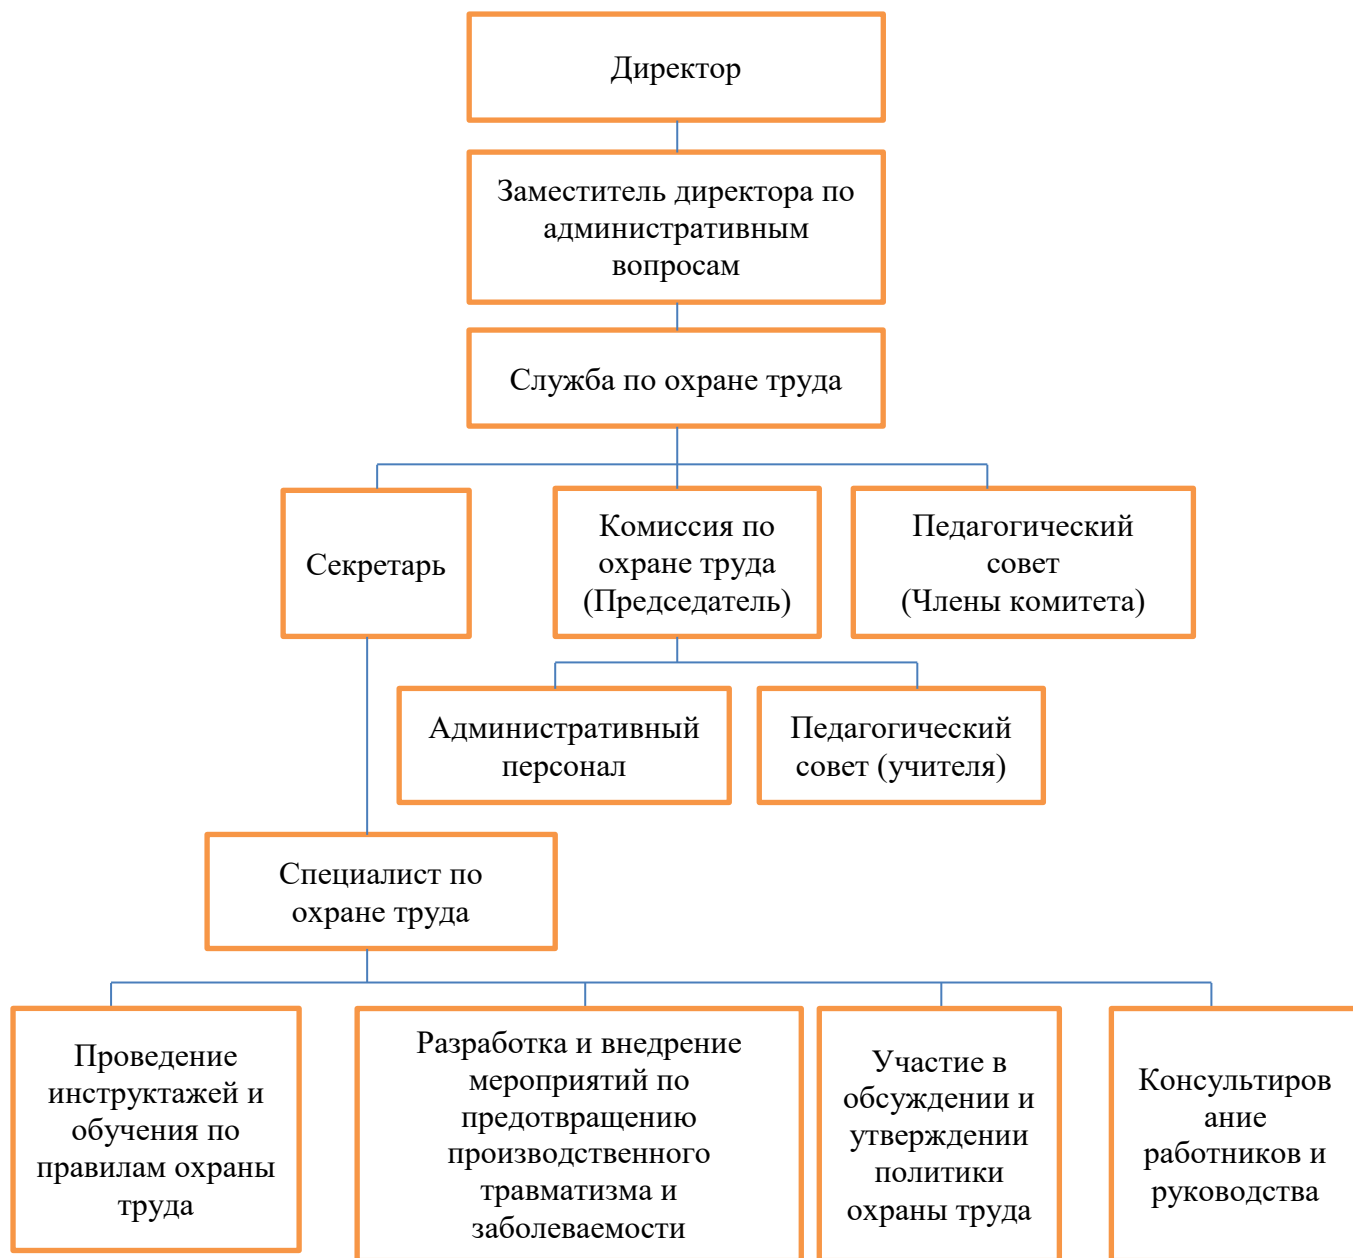 Директор
Заместитель директора по
административным
вопросам
Служба по охране труда
Секретарь
Комиссия по
охране труда
(Председатель)
Педагогический
совет
(Члены комитета)
Административный
персонал
Педагогический
совет (учителя)
Специалист по
охране труда
Проведение
инструктажей и
обучения по
правилам охраны
труда
Разработка и внедрение
мероприятий по
предотвращению
производственного
травматизма и
заболеваемости
Участие в
обсуждении и
утверждении
политики
охраны труда
Консультиров
ание
работников и
руководства